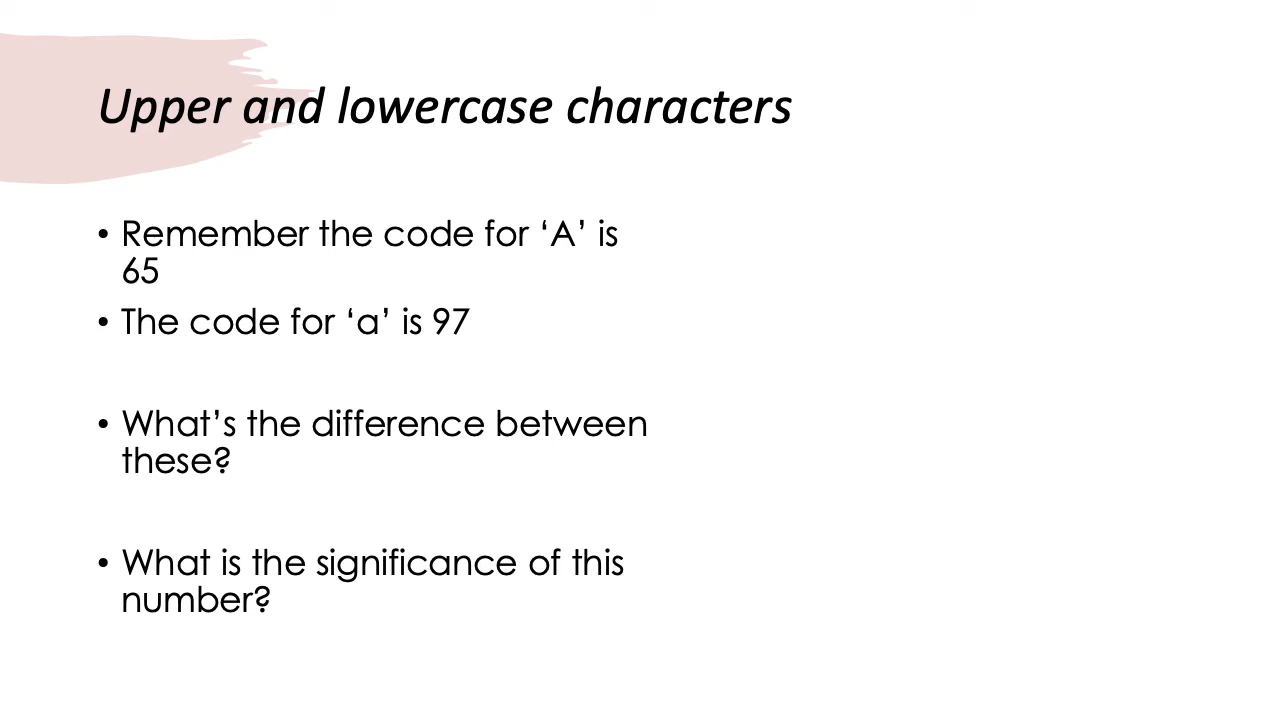 Upper and lowercase characters
• Remember the code for ‘A’ is
65
• The code for ‘a’ is 97
• What’s the difference between
these?
• What is the significance of this
number?